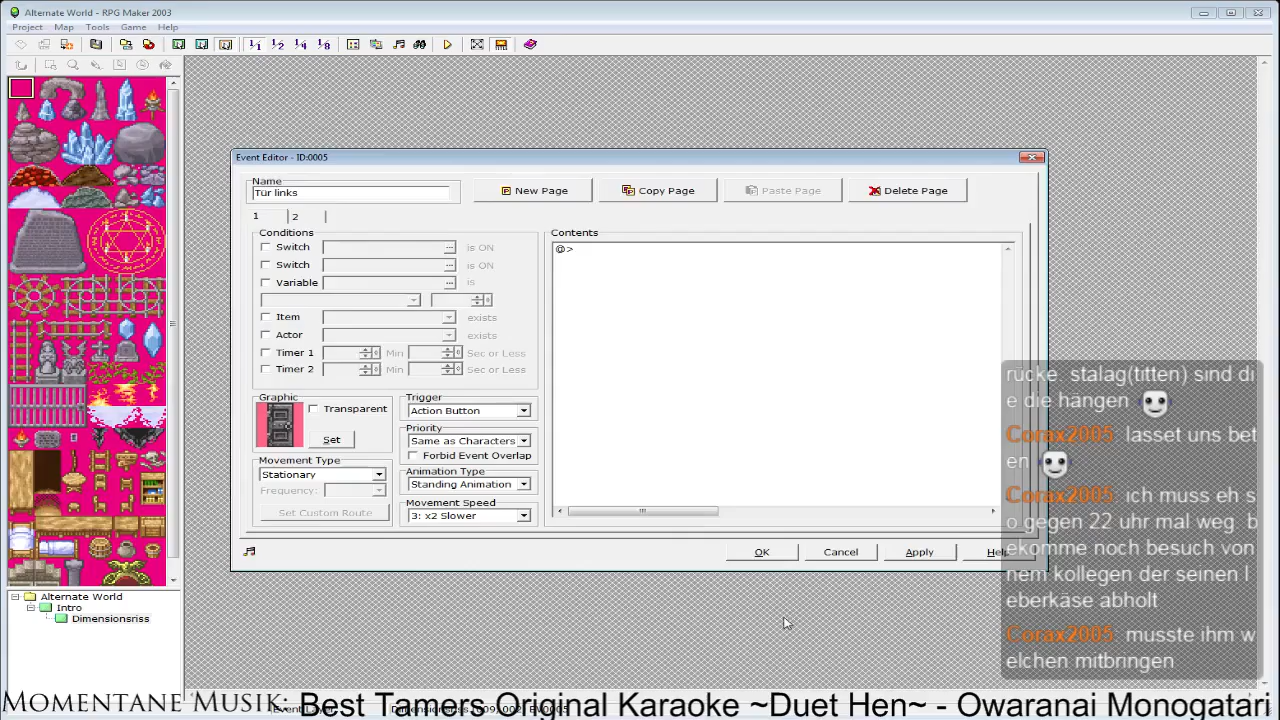 Alternate World - RPG Maker 2003
Project Map Tools Game Help
Event Editor - ID:0005
Name
Tür links
New Page
Copy Page
Paste Page
Delete Page
1 2
Conditions
Switch is ON
Switch is ON
Variable is
Item exists
Actor exists
Timer 1 Min Sec or Less
Timer 2 Min Sec or Less
Graphic
Transparent
Set
Movement Type
Stationary
Frequency:
Set Custom Route
Trigger
Action Button
Priority
Same as Characters
Forbid Event Overlap
Animation Type
Standing Animation
Movement Speed
3: x2 Slower
Contents
@>
OK Cancel Apply Help
Alternate World
Intro
Dimensionsriss
rücke. stalag(titten) sind di
e die hängen
Corax2005: lasset uns bet
en
Corax2005: ich muss eh s
o gegen 22 uhr mal weg, b
ekomme noch besuch von
nem kollegen der seinen l
eberkäse abholt
Corax2005: musste ihm w
elchen mitbringen
Momentane Musik: Best Tamers Original Karaoke ~Duet Hen~ - Owaranai Monogatari